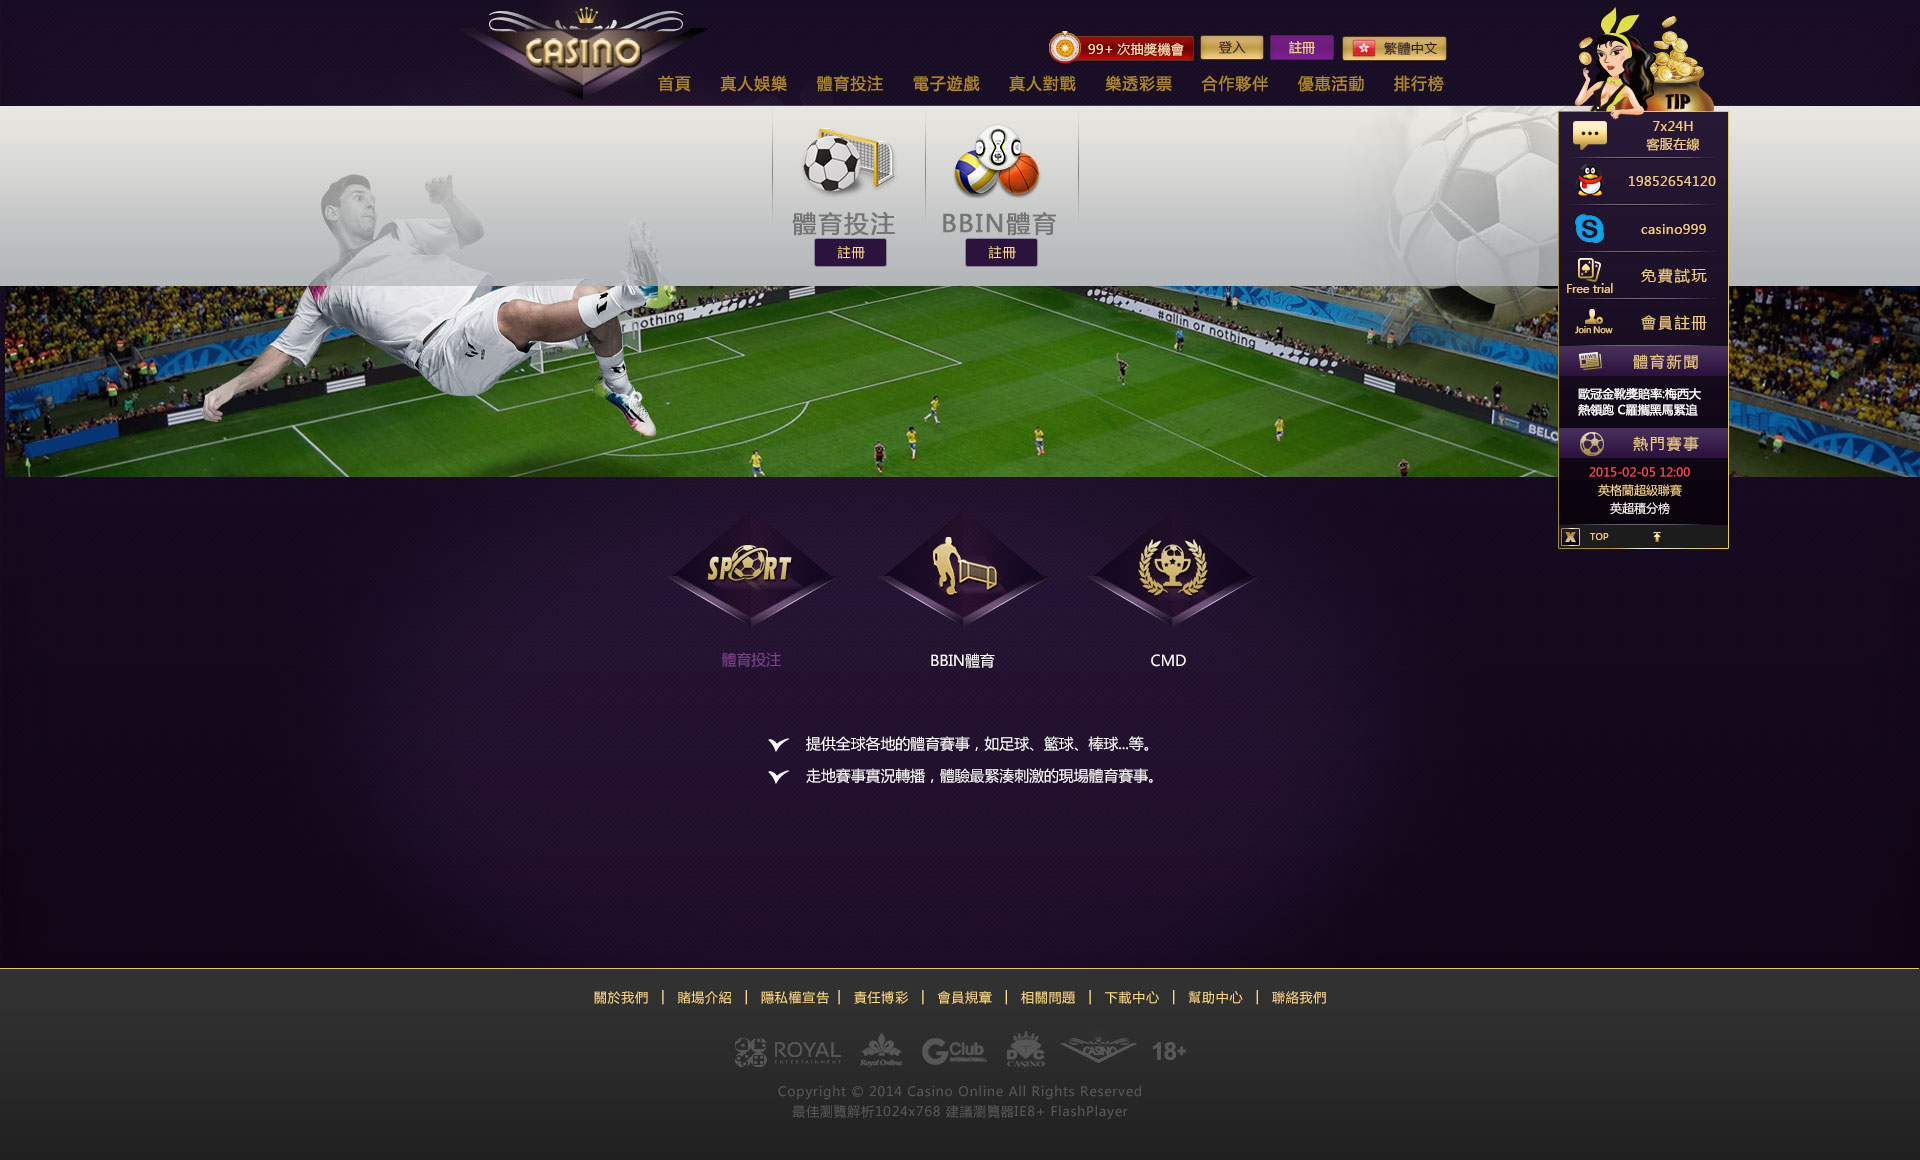 CASINO
99+ 次抽獎機會
登入
註冊
繁體中文
首頁
真人娛樂
體育投注
電子遊戲
真人對戰
樂透彩票
合作夥伴
優惠活動
排行榜
TIP
7x24H
客服在線
19852654120
casino999
Free trial
免費試玩
Join Now
會員註冊
NEWS
體育新聞
歐冠金靴獎賠率:梅西大
熱領跑 C羅攜黑馬緊追
熱門賽事
2015-02-05 12:00
英格蘭超級聯賽
英超積分榜
X TOP
體育投注
註冊
BBIN體育
註冊
or nothing
#allin or nothing
BELO
SPORT
體育投注
BBIN體育
CMD
提供全球各地的體育賽事，如足球、籃球、棒球...等。
走地賽事實況轉播，體驗最緊湊刺激的現場體育賽事。
關於我們 | 賭場介紹 | 隱私權宣告 | 責任博彩 | 會員規章 | 相關問題 | 下載中心 | 幫助中心 | 聯絡我們
ROYAL
ENTERTAINMENT
Royal Online
GClub
CASINO
CASINO
18+
Copyright © 2014 Casino Online All Rights Reserved
最佳瀏覽解析1024x768 建議瀏覽器IE8+ FlashPlayer